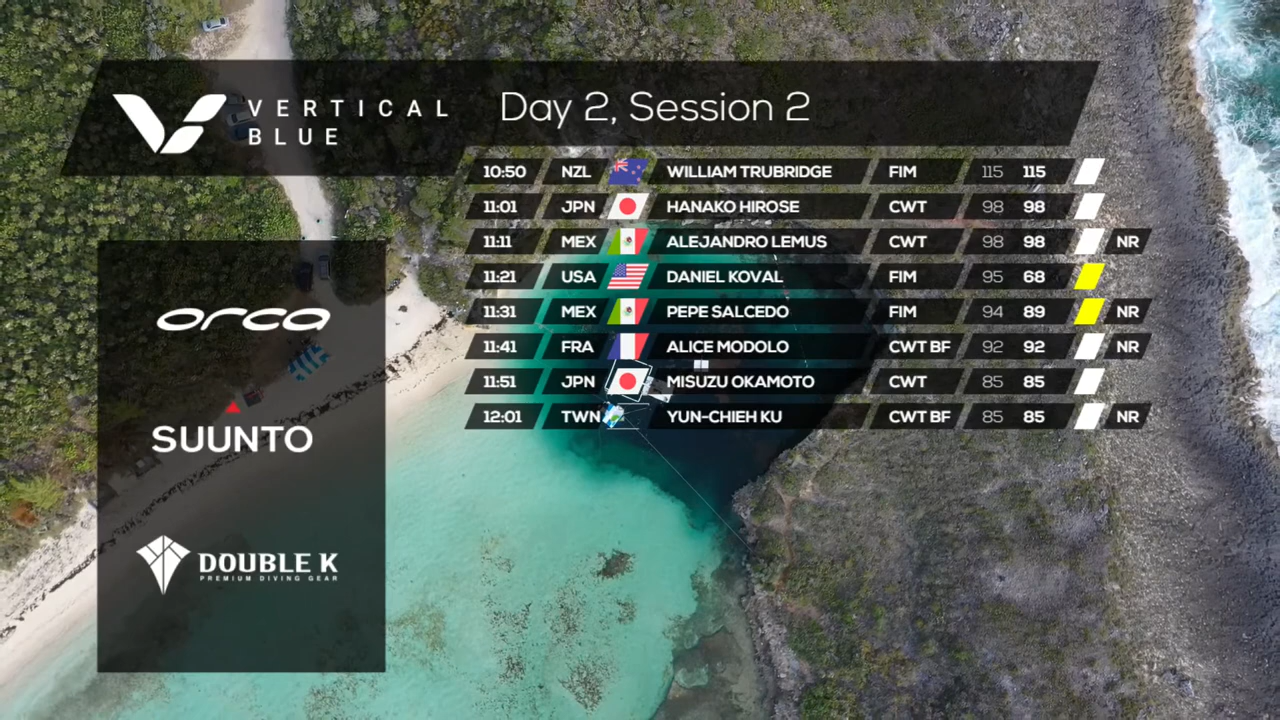 VERTICAL
BLUE
Day 2, Session 2
10:50 NZL WILLIAM TRUBRIDGE FIM 115 115
11:01 JPN HANAKO HIROSE CWT 98 98
11:11 MEX ALEJANDRO LEMUS CWT 98 98 NR
11:21 USA DANIEL KOVAL FIM 95 68
11:31 MEX PEPE SALCEDO FIM 94 89 NR
11:41 FRA ALICE MODOLO CWT BF 92 92 NR
11:51 JPN MISUZU OKAMOTO CWT 85 85
12:01 TWN YUN-CHIEH KU CWT BF 85 85 NR
orca
SUUNTO
DOUBLE K
PREMIUM DIVING GEAR